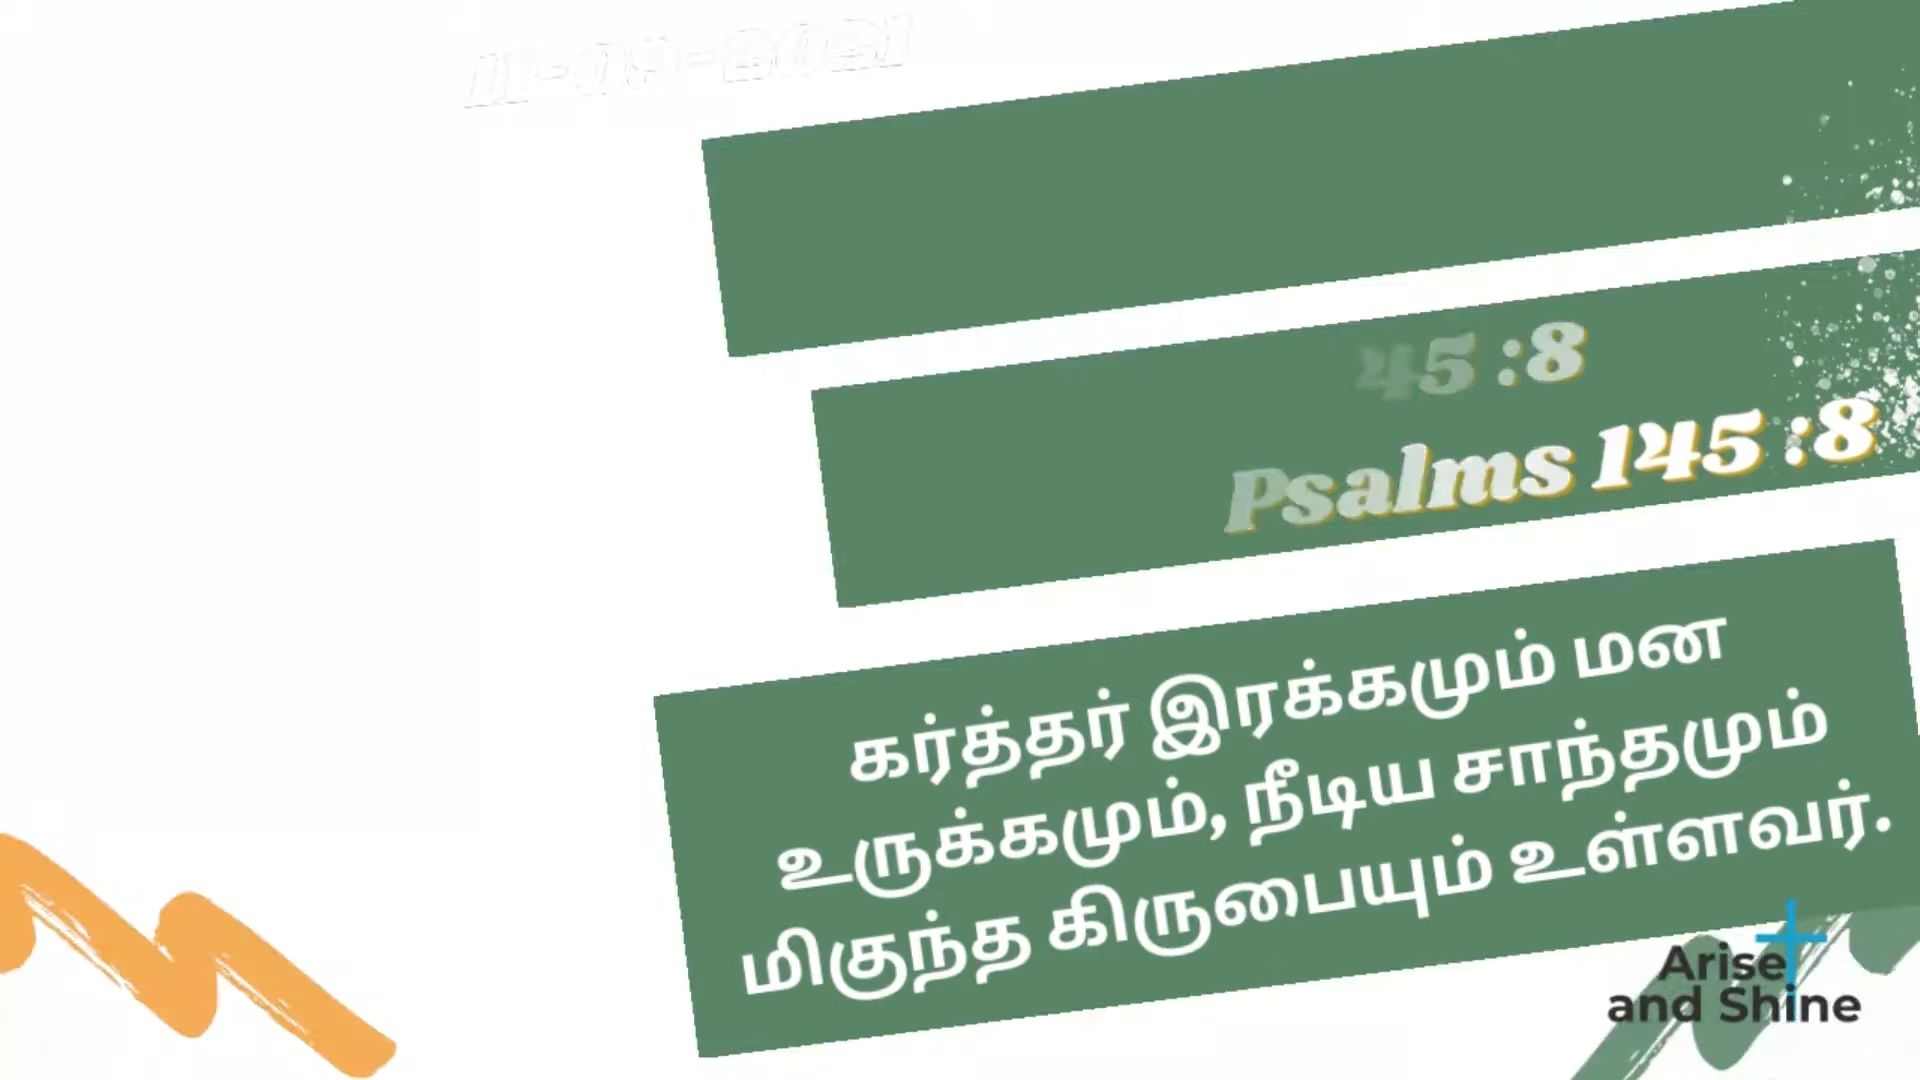 45 :8
Psalms 145 :8
கர்த்தர் இரக்கமும் மன
உருக்கமும், நீடிய சாந்தமும்
மிகுந்த கிருபையும் உள்ளவர்.
Arise
and Shine